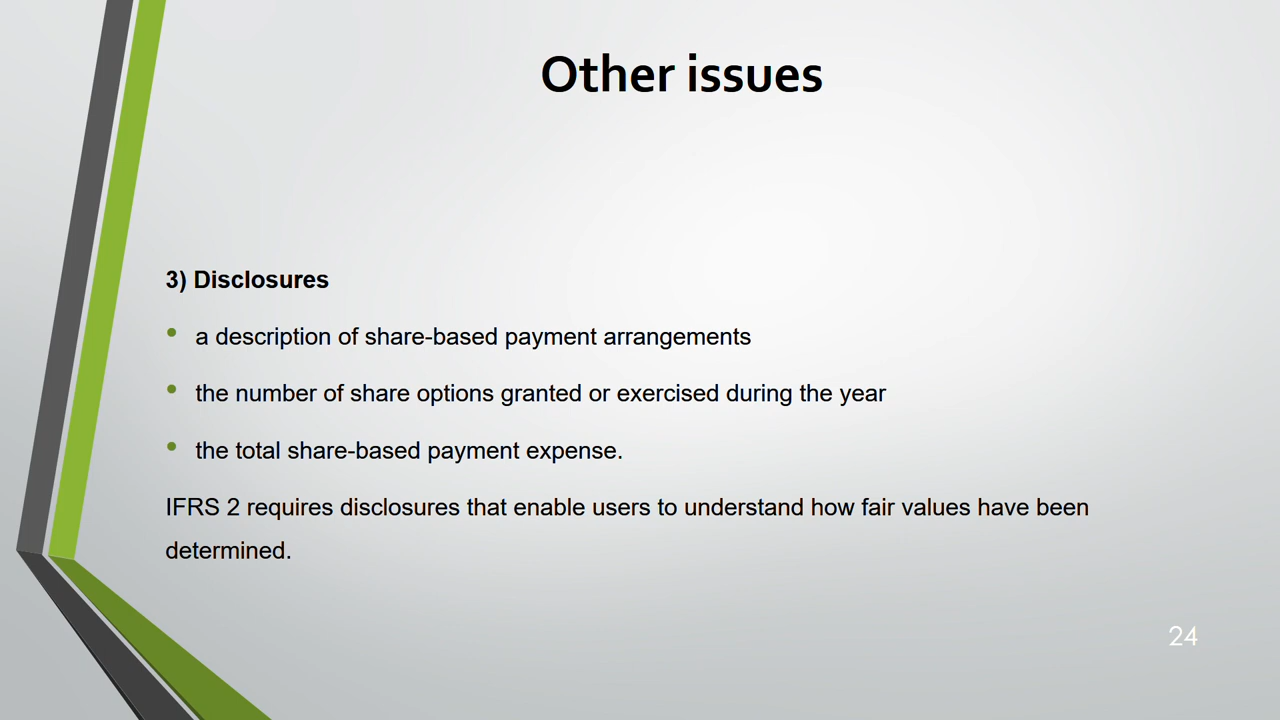 Other issues
3) Disclosures
• a description of share-based payment arrangements
• the number of share options granted or exercised during the year
• the total share-based payment expense.
IFRS 2 requires disclosures that enable users to understand how fair values have been
determined.
24